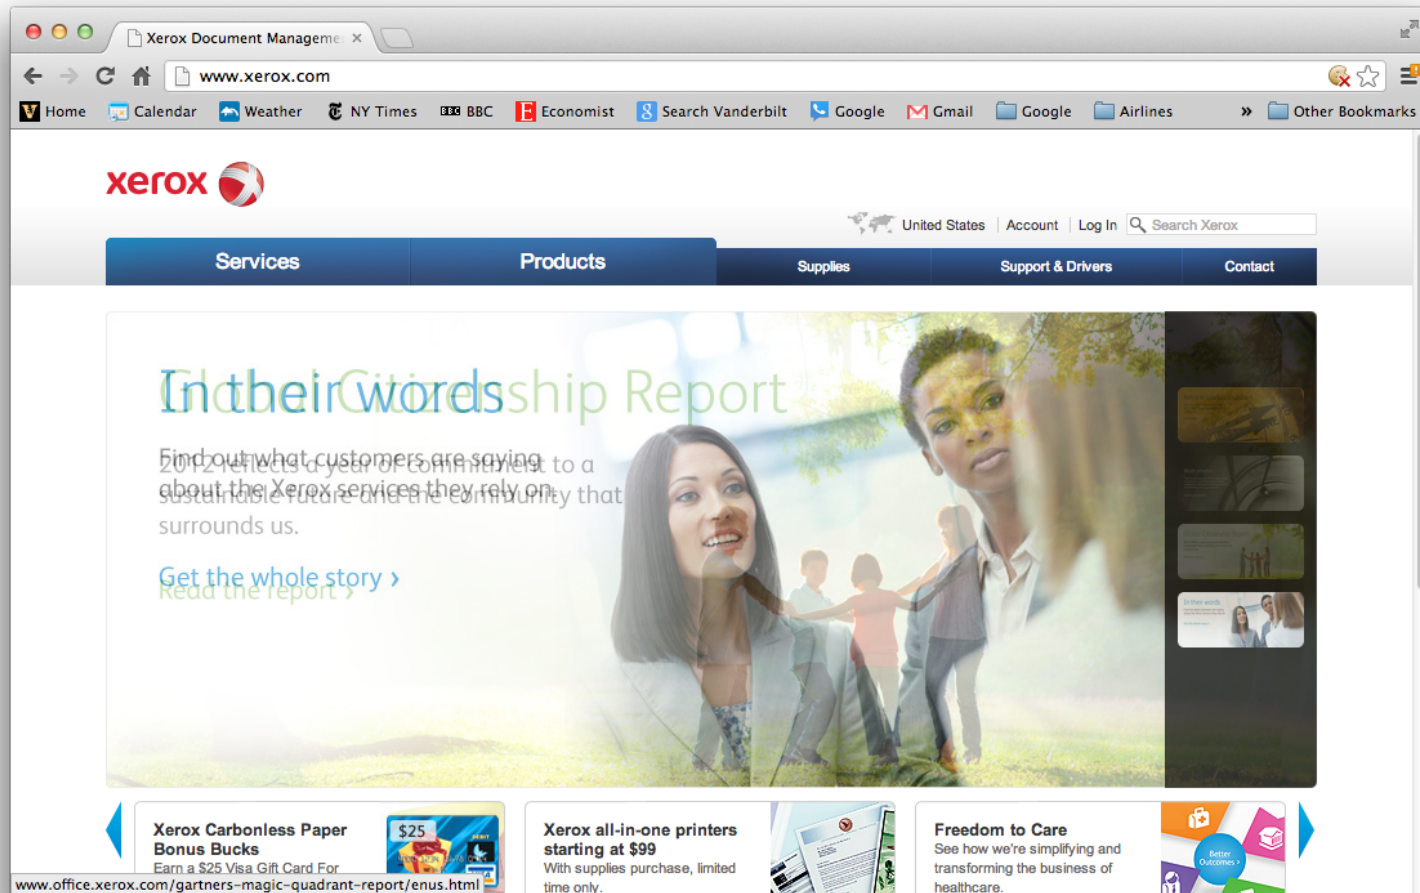 Xerox Document Manageme
www.xerox.com
Home Calendar Weather NY Times BBC BBC Economist Search Vanderbilt Google Gmail Google Airlines » Other Bookmarks
xerox
United States Account Log In Search Xerox
Services Products Supplies Support & Drivers Contact
In their words
Global Citizenship Report
Find out what customers are saying
about the Xerox services they rely on.
2012 reflects a year of commitment to a
sustainable future and the community that
surrounds us.
Get the whole story ›
Read the report ›
In their words
Xerox Carbonless Paper
Bonus Bucks
Earn a $25 Visa Gift Card For
$25
DEBIT
VISA
Xerox all-in-one printers
starting at $99
With supplies purchase, limited
time only.
Freedom to Care
See how we're simplifying and
transforming the business of
healthcare.
Better
Outcomes ›
www.office.xerox.com/gartners-magic-quadrant-report/enus.html